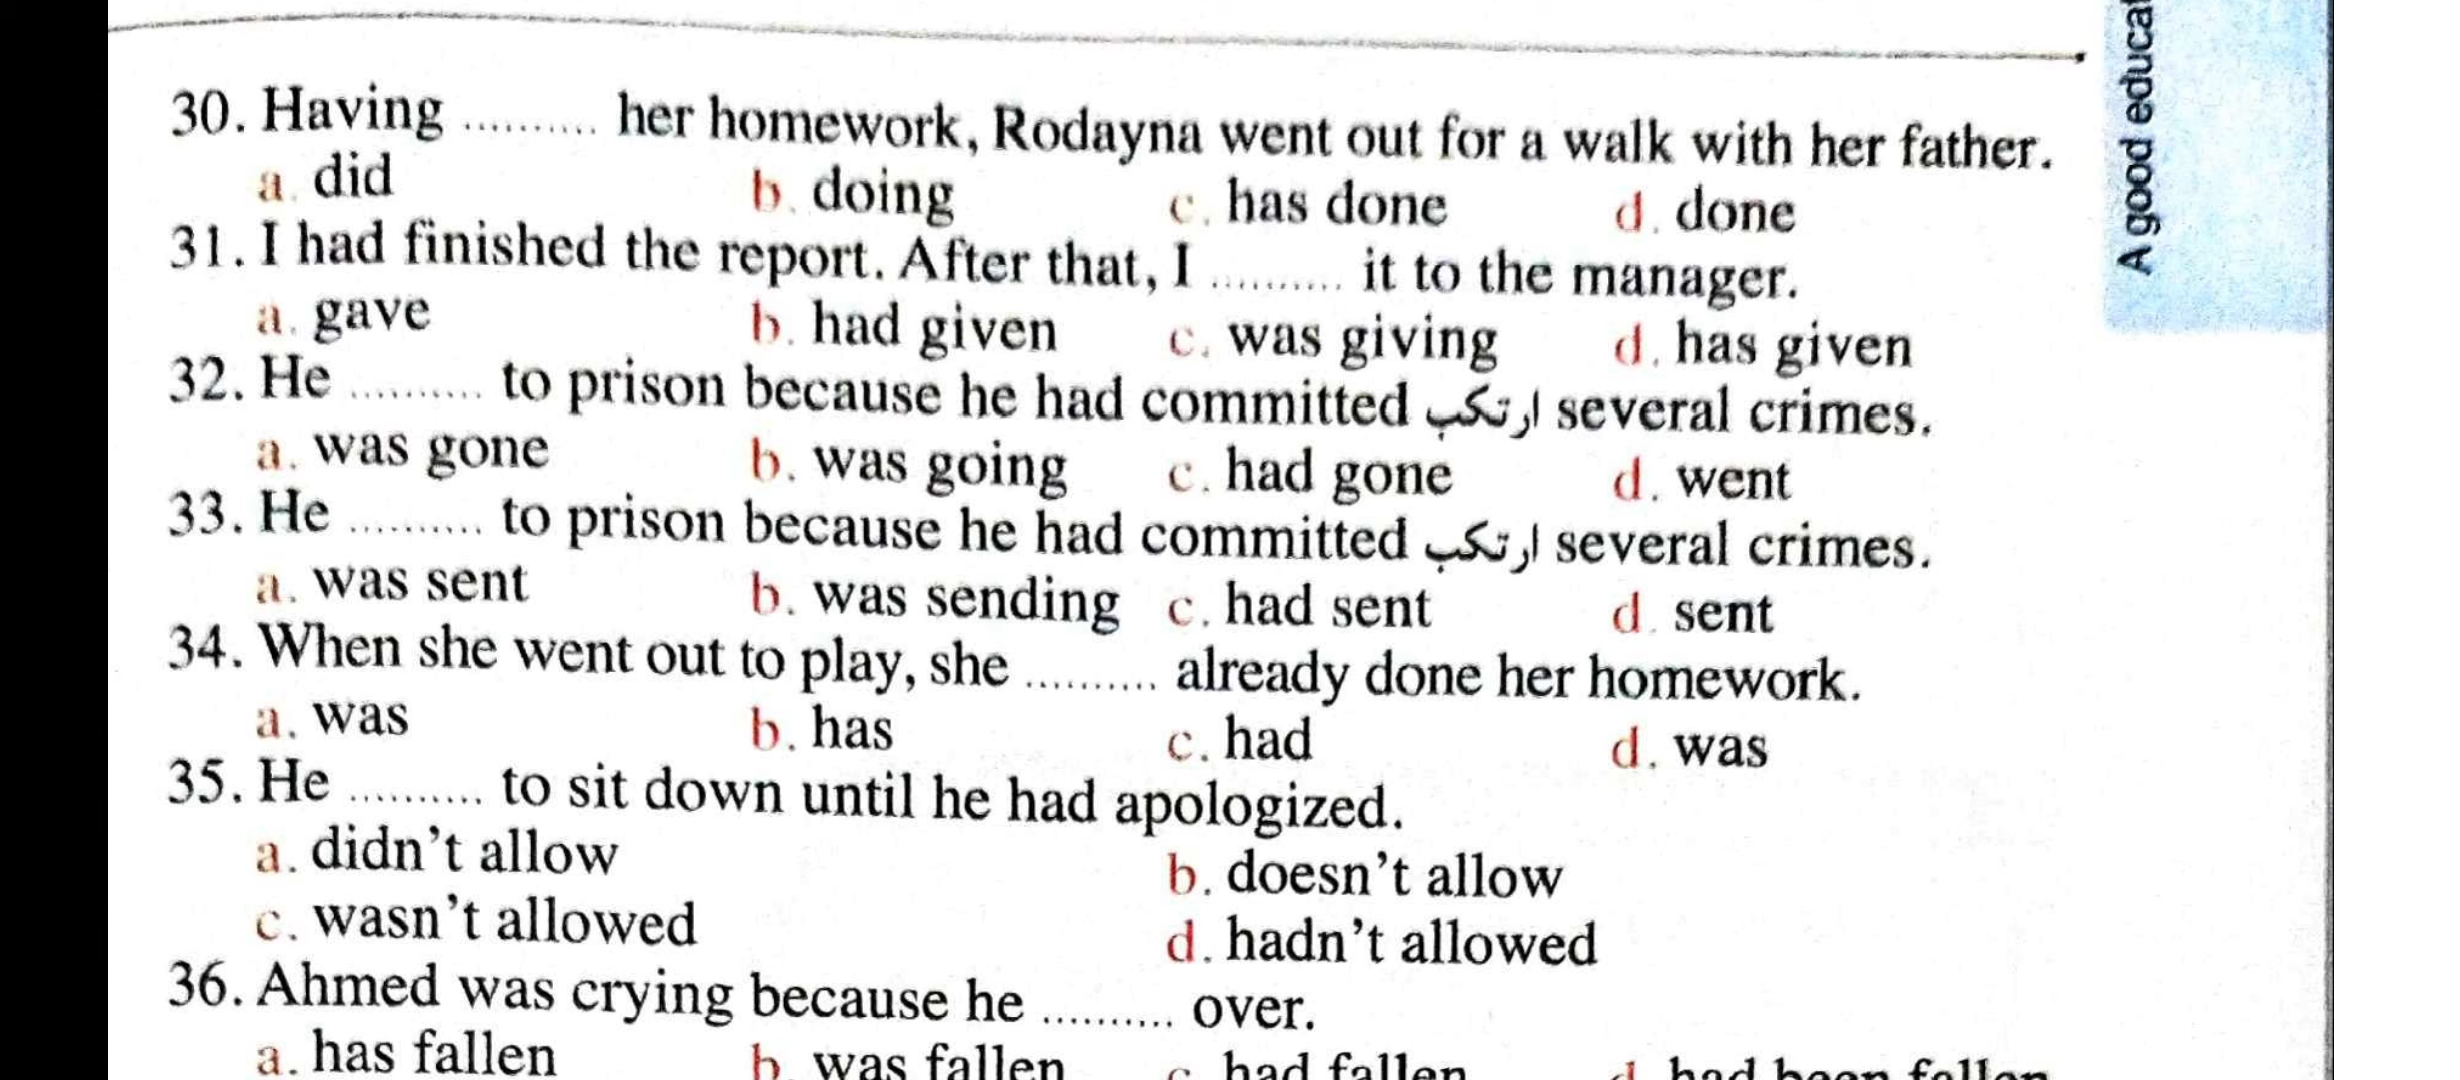 A good educa
30. Having .......... her homework, Rodayna went out for a walk with her father.
a. did b. doing c. has done d. done
31. I had finished the report. After that, I .......... it to the manager.
a. gave b. had given c. was giving d. has given
32. He .......... to prison because he had committed ارتكب several crimes.
a. was gone b. was going c. had gone d. went
33. He .......... to prison because he had committed ارتكب several crimes.
a. was sent b. was sending c. had sent d. sent
34. When she went out to play, she .......... already done her homework.
a. was b. has c. had d. was
35. He .......... to sit down until he had apologized.
a. didn't allow b. doesn't allow
c. wasn't allowed d. hadn't allowed
36. Ahmed was crying because he .......... over.
a. has fallen b. was fallen c. had fallen d. had been fallen